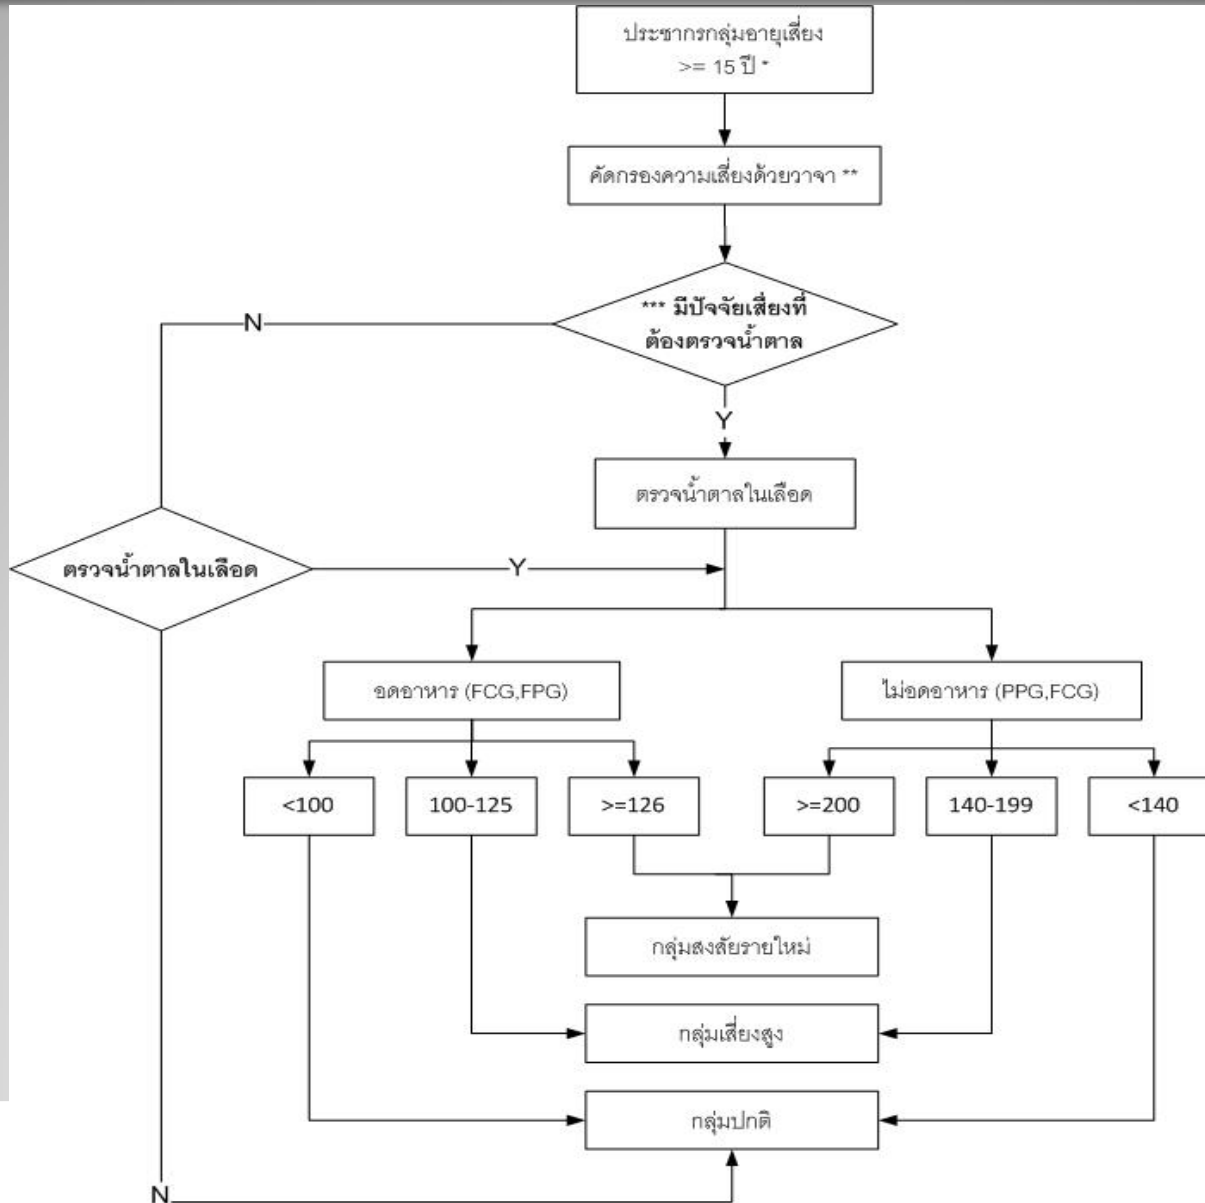 ประชากรกลุ่มอายุเสี่ยง
>= 15 ปี *
คัดกรองความเสี่ยงด้วยวาจา **
*** มีปัจจัยเสี่ยงที่
ต้องตรวจน้ำตาล
N
Y
ตรวจน้ำตาลในเลือด
ตรวจน้ำตาลในเลือด
Y
อดอาหาร (FCG,FPG)
ไม่อดอาหาร (PPG,FCG)
<100
100-125
>=126
>=200
140-199
<140
กลุ่มสงสัยรายใหม่
กลุ่มเสี่ยงสูง
กลุ่มปกติ
N